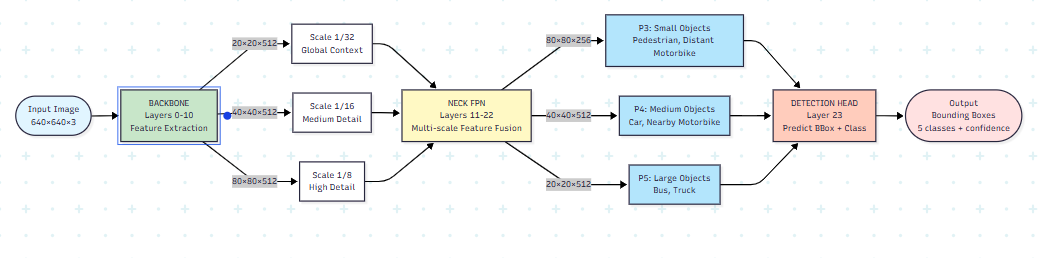 Input Image
640×640×3
BACKBONE
Layers 0-10
Feature Extraction
20×20×512
40×40×512
80×80×512
Scale 1/32
Global Context
Scale 1/16
Medium Detail
Scale 1/8
High Detail
NECK FPN
Layers 11-22
Multi-scale Feature Fusion
80×80×256
40×40×512
20×20×512
P3: Small Objects
Pedestrian, Distant
Motorbike
P4: Medium Objects
Car, Nearby Motorbike
P5: Large Objects
Bus, Truck
DETECTION HEAD
Layer 23
Predict BBox + Class
Output
Bounding Boxes
5 classes + confidence